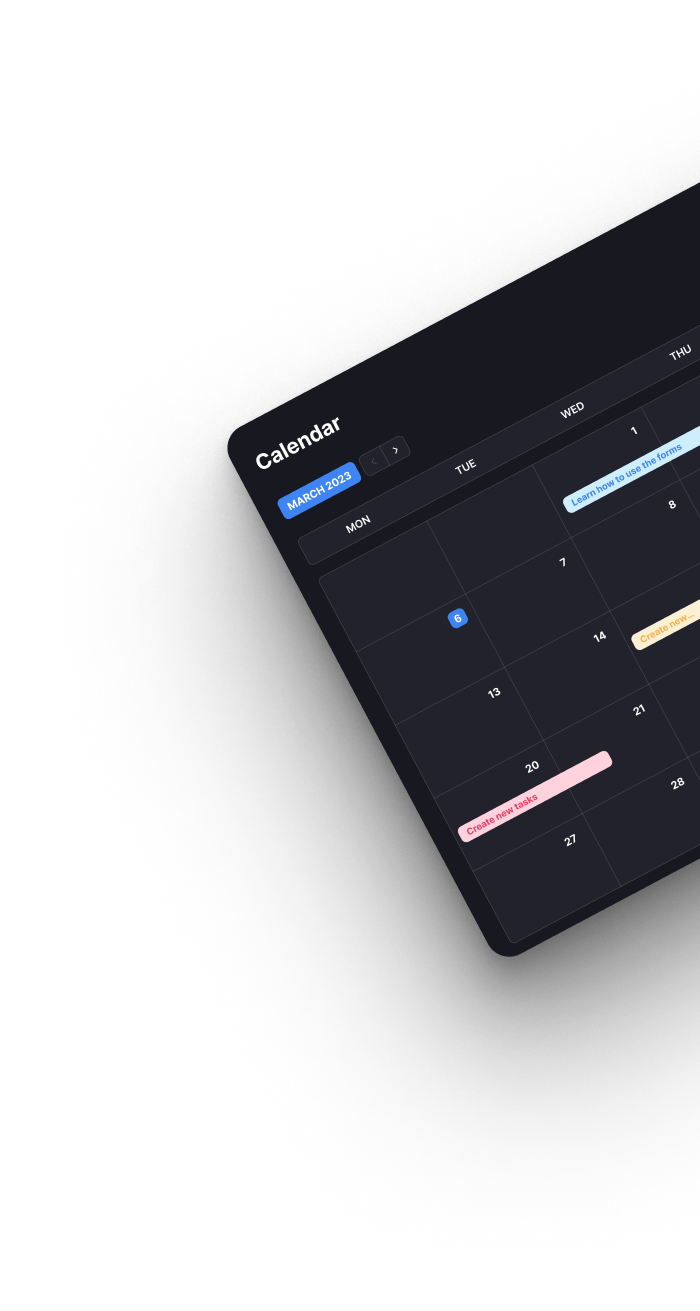 Calendar
MARCH 2023
MON TUE WED THU
1
Learn how to use the forms
6 7 8
13 14
Create new...
20 21
Create new tasks
27 28